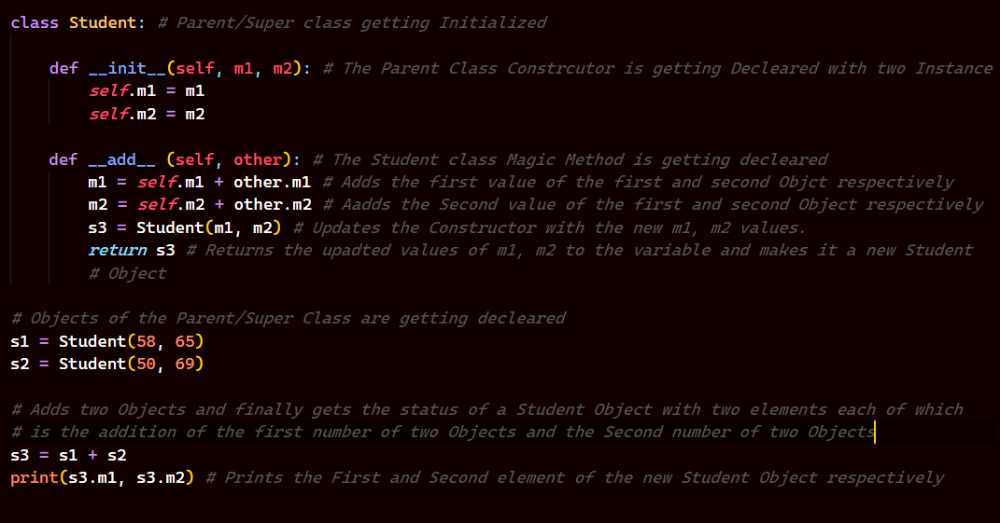 class Student: # Parent/Super class getting Initialized
def __init__(self, m1, m2): # The Parent Class Constrcutor is getting Decleared with two Instance
self.m1 = m1
self.m2 = m2
def __add__ (self, other): # The Student class Magic Method is getting decleared
m1 = self.m1 + other.m1 # Adds the first value of the first and second Objct respectively
m2 = self.m2 + other.m2 # Aadds the Second value of the first and second Object respectively
s3 = Student(m1, m2) # Updates the Constructor with the new m1, m2 values.
return s3 # Returns the upadted values of m1, m2 to the variable and makes it a new Student
# Object
# Objects of the Parent/Super Class are getting decleared
s1 = Student(58, 65)
s2 = Student(50, 69)
# Adds two Objects and finally gets the status of a Student Object with two elements each of which
# is the addition of the first number of two Objects and the Second number of two Objects
s3 = s1 + s2
print(s3.m1, s3.m2) # Prints the First and Second element of the new Student Object respectively